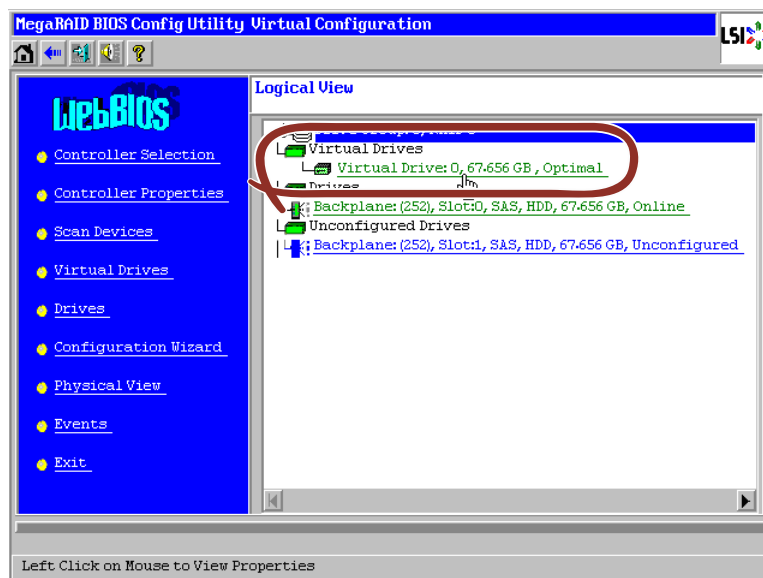 MegaRAID BIOS Config Utility Virtual Configuration
LSI
WebBIOS
Logical View
Virtual Drives
Virtual Drive: 0, 67.656 GB, Optimal
Drives
Backplane: (252), Slot:0, SAS, HDD, 67.656 GB, Online
Unconfigured Drives
Backplane: (252), Slot:1, SAS, HDD, 67.656 GB, Unconfigured
Controller Selection
Controller Properties
Scan Devices
Virtual Drives
Drives
Configuration Wizard
Physical View
Events
Exit
Left Click on Mouse to View Properties